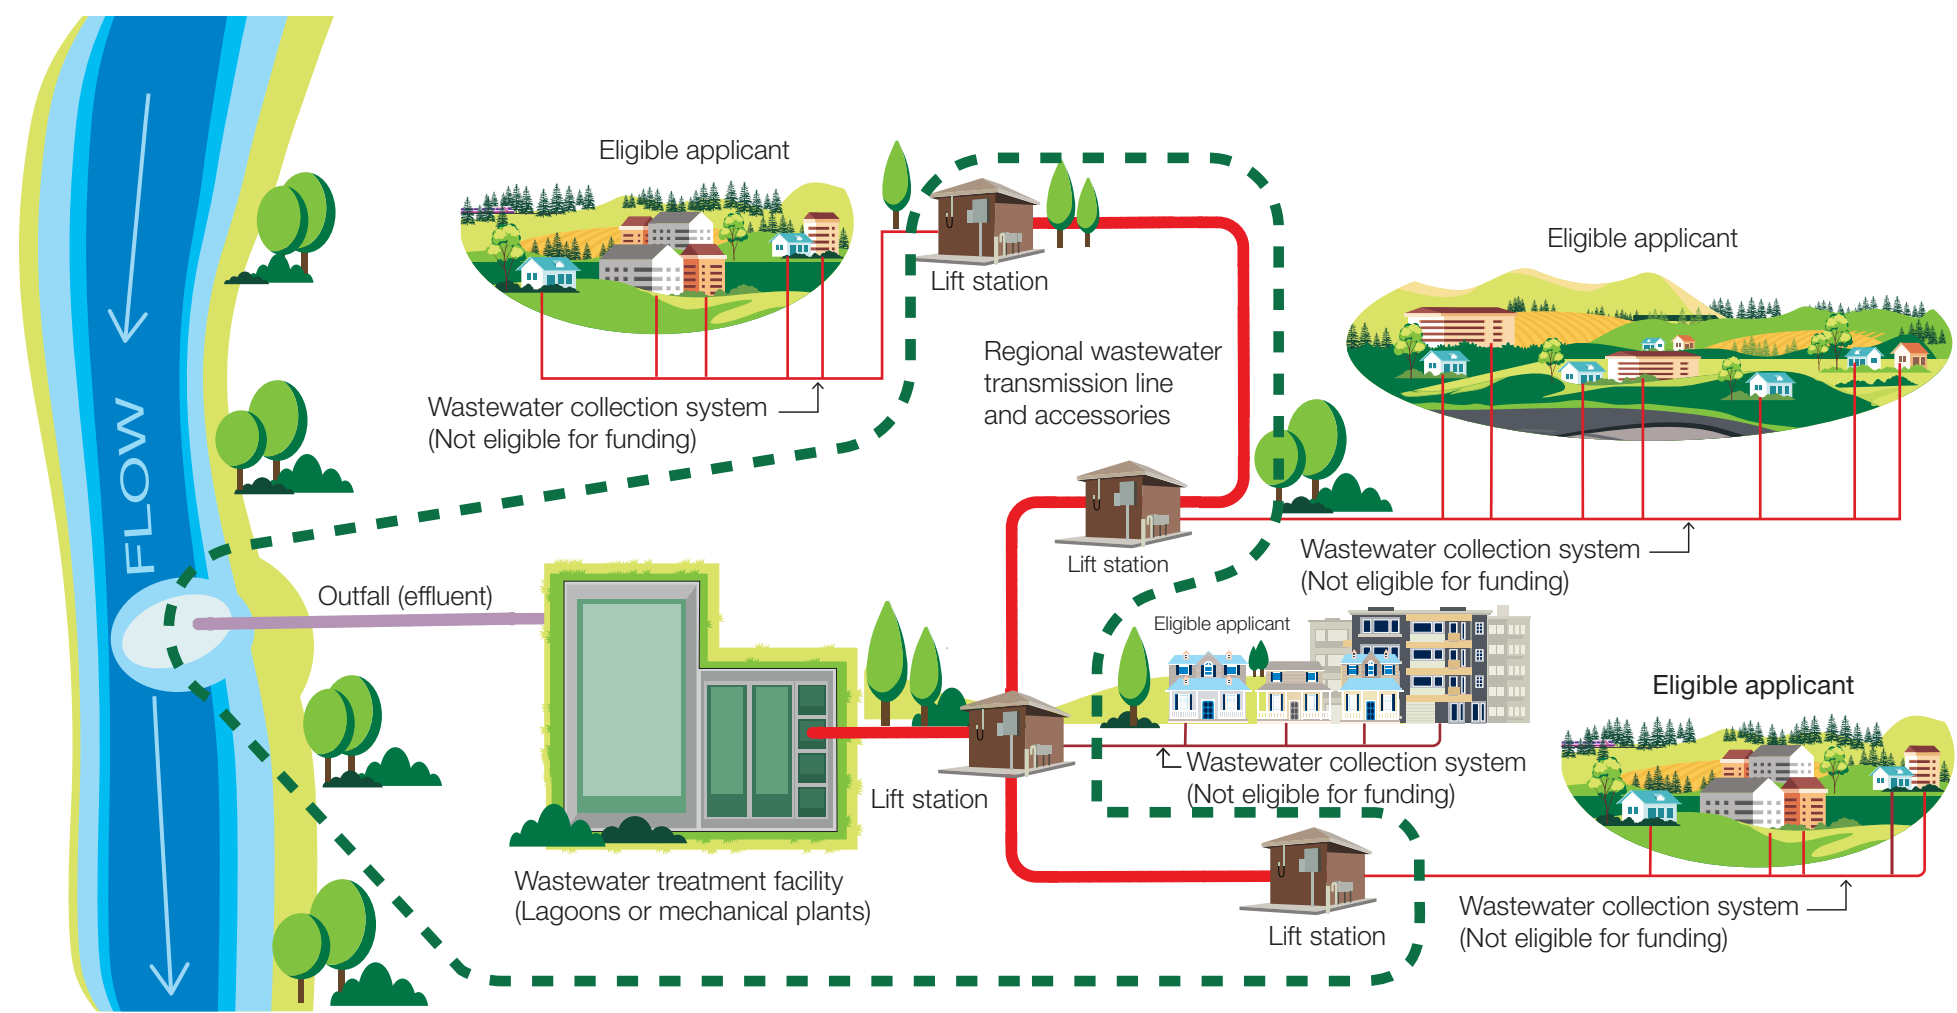 Eligible applicant
Lift station
Eligible applicant
Regional wastewater
transmission line
and accessories
Wastewater collection system
(Not eligible for funding)
FLOW
Lift station
Wastewater collection system
(Not eligible for funding)
Outfall (effluent)
Eligible applicant
Eligible applicant
Wastewater collection system
(Not eligible for funding)
Lift station
Wastewater treatment facility
(Lagoons or mechanical plants)
Lift station
Wastewater collection system
(Not eligible for funding)